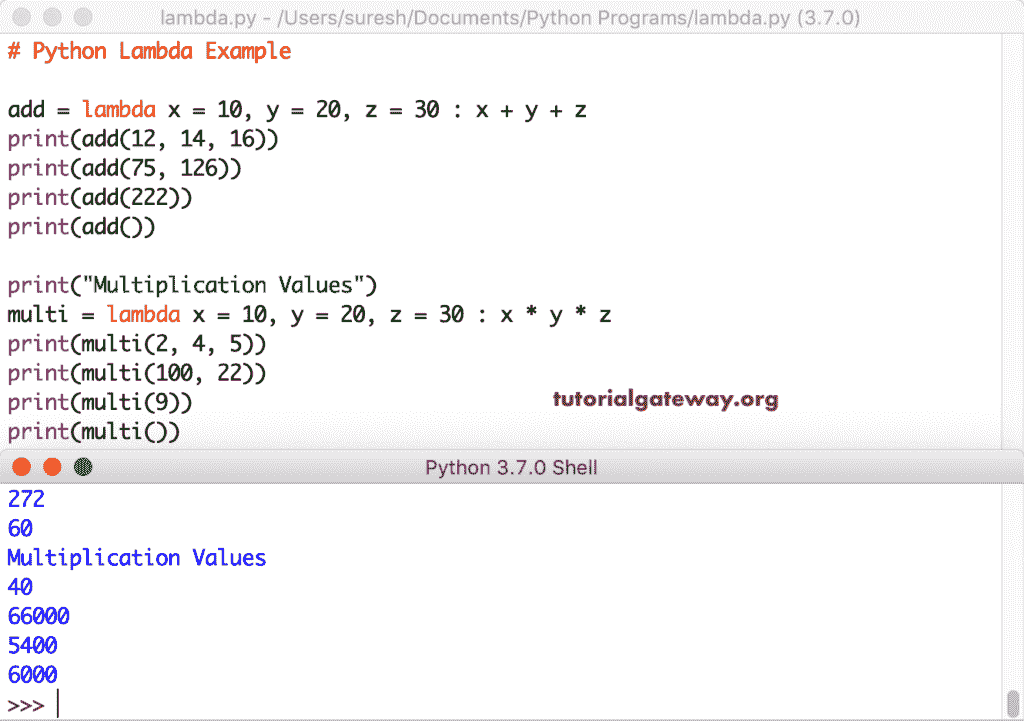 lambda.py - /Users/suresh/Documents/Python Programs/lambda.py (3.7.0)
# Python Lambda Example
add = lambda x = 10, y = 20, z = 30 : x + y + z
print(add(12, 14, 16))
print(add(75, 126))
print(add(222))
print(add())
print("Multiplication Values")
multi = lambda x = 10, y = 20, z = 30 : x * y * z
print(multi(2, 4, 5))
print(multi(100, 22))
print(multi(9))
print(multi())
tutorialgateway.org
Python 3.7.0 Shell
272
60
Multiplication Values
40
66000
5400
6000
>>>